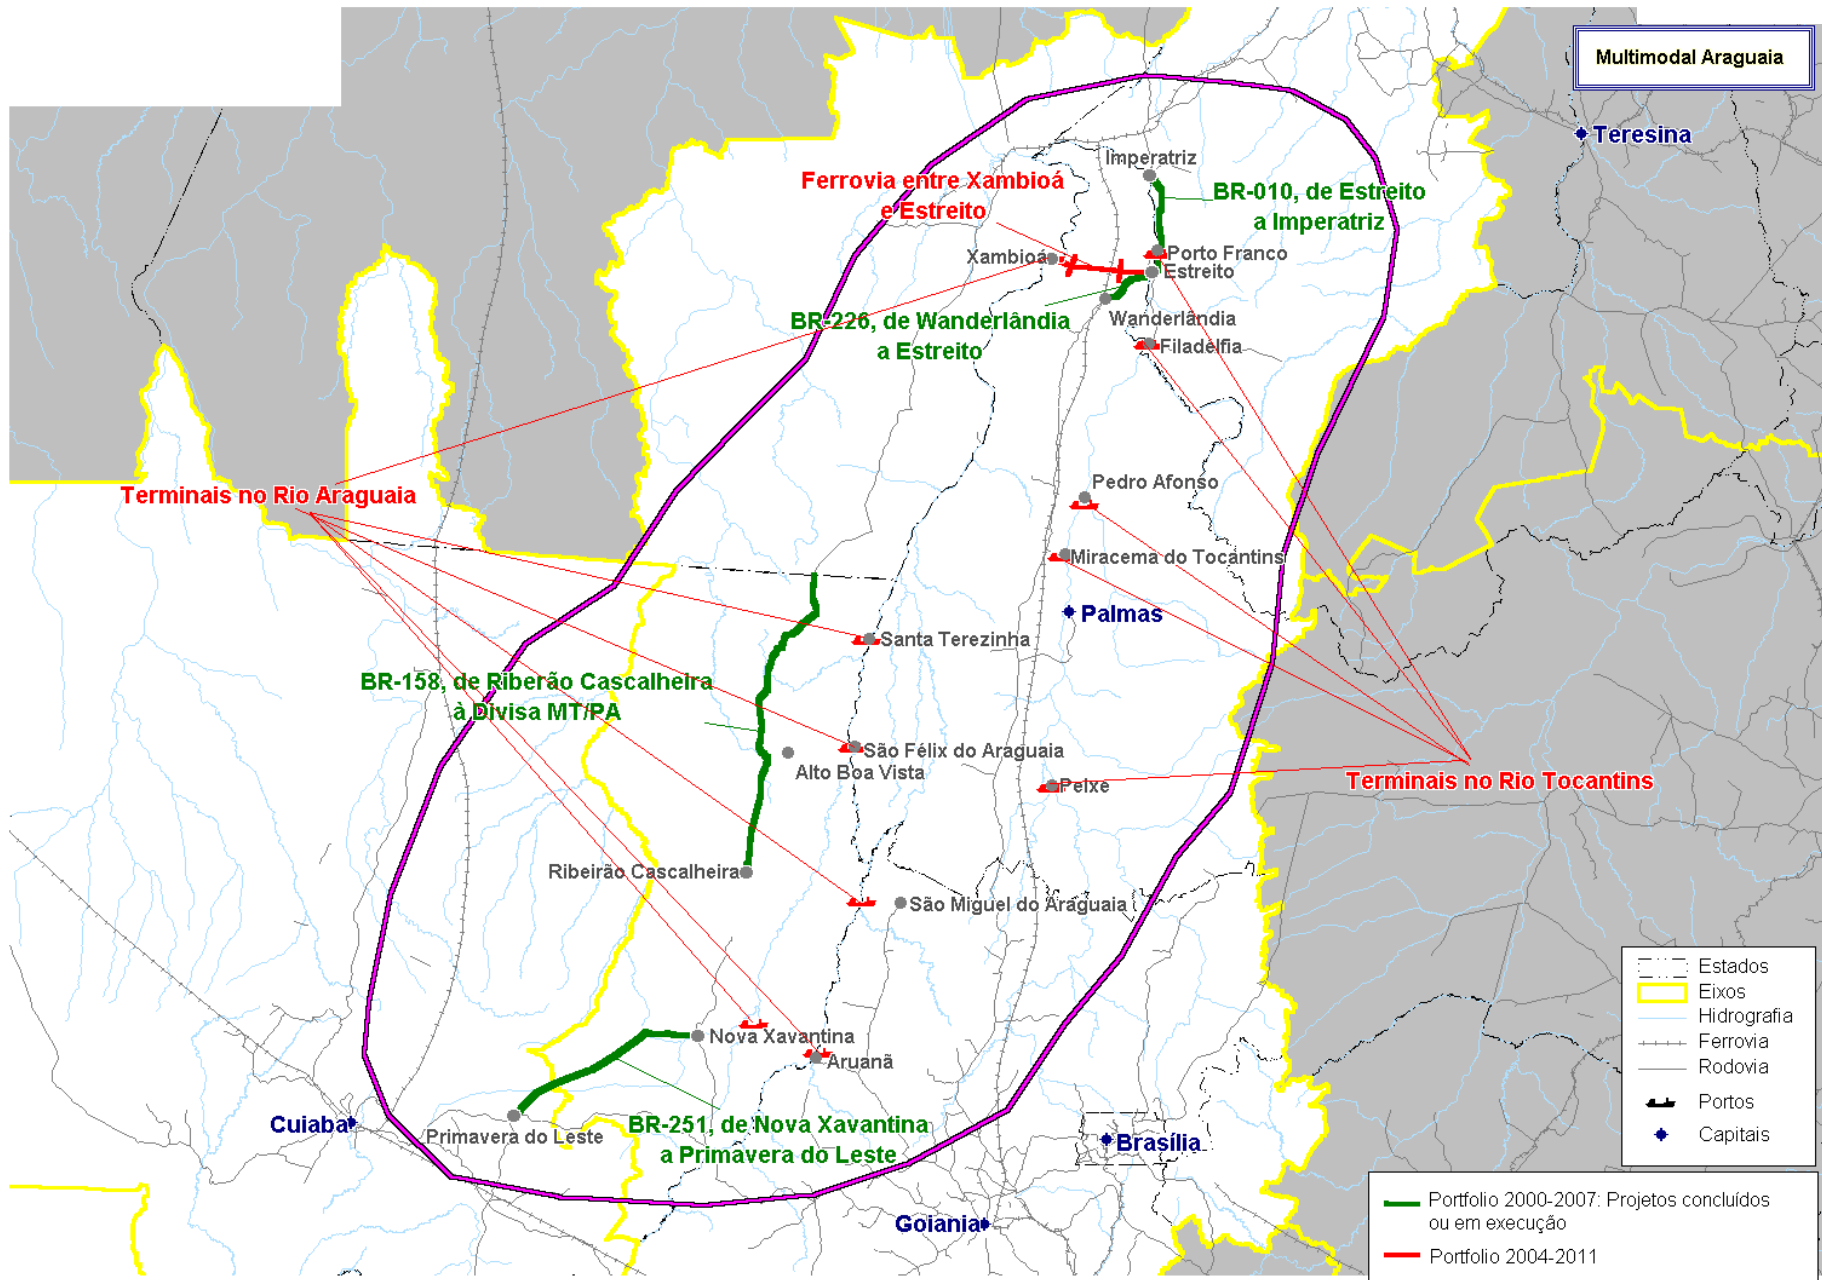 Multimodal Araguaia
Teresina
Imperatriz
Ferrovia entre Xambioá
e Estreito
BR-010, de Estreito
a Imperatriz
Xambioá
Porto Franco
Estreito
BR-226, de Wanderlândia
a Estreito
Wanderlândia
Filadélfia
Terminais no Rio Araguaia
Pedro Afonso
Miracema do Tocantins
Palmas
Santa Terezinha
BR-158, de Riberão Cascalheira
à Divisa MT/PA
São Félix do Araguaia
Alto Boa Vista
Peixe
Terminais no Rio Tocantins
Ribeirão Cascalheira
São Miguel do Araguaia
Nova Xavantina
Aruanã
Cuiaba
Primavera do Leste
BR-251, de Nova Xavantina
a Primavera do Leste
Brasília
Goiania
Estados
Eixos
Hidrografia
Ferrovia
Rodovia
Portos
Capitais
Portfolio 2000-2007: Projetos concluídos
ou em execução
Portfolio 2004-2011